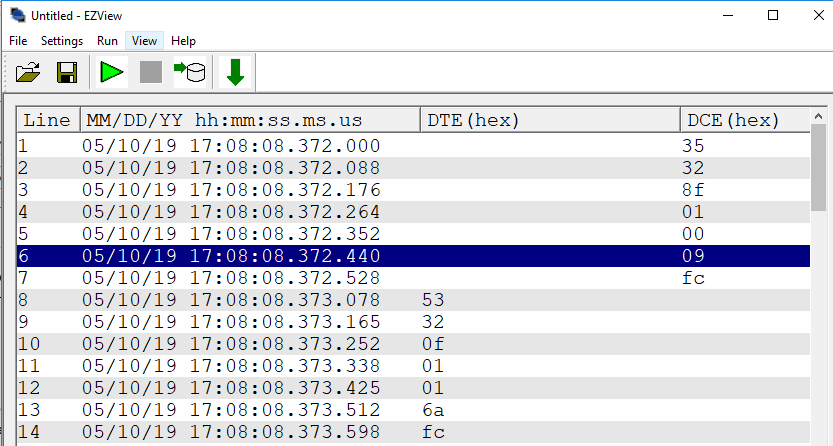 Untitled - EZView
File Settings Run View Help
Line MM/DD/YY hh:mm:ss.ms.us DTE(hex) DCE(hex)
1 05/10/19 17:08:08.372.000 35
2 05/10/19 17:08:08.372.088 32
3 05/10/19 17:08:08.372.176 8f
4 05/10/19 17:08:08.372.264 01
5 05/10/19 17:08:08.372.352 00
6 05/10/19 17:08:08.372.440 09
7 05/10/19 17:08:08.372.528 fc
8 05/10/19 17:08:08.373.078 53
9 05/10/19 17:08:08.373.165 32
10 05/10/19 17:08:08.373.252 0f
11 05/10/19 17:08:08.373.338 01
12 05/10/19 17:08:08.373.425 01
13 05/10/19 17:08:08.373.512 6a
14 05/10/19 17:08:08.373.598 fc